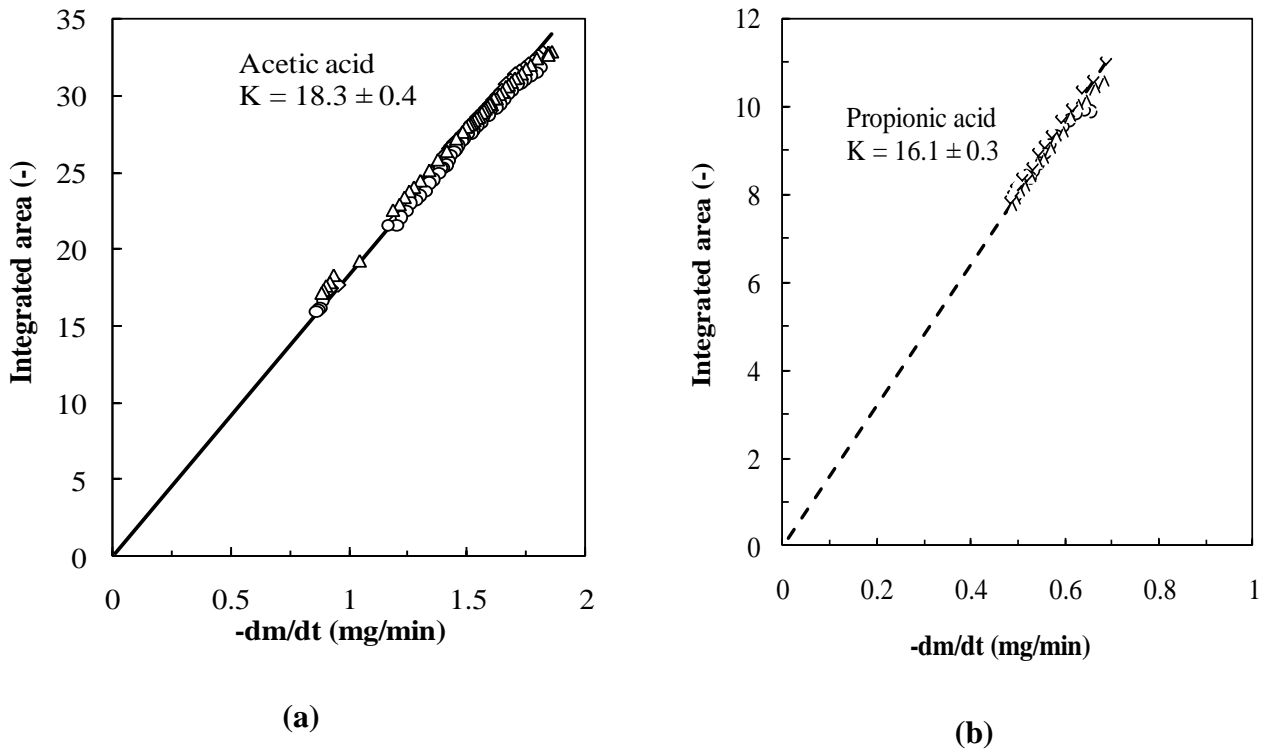 35
30
25
20
15
10
5
0
Integrated area (-)
Acetic acid
K = 18.3 ± 0.4
0 0.5 1 1.5 2
-dm/dt (mg/min)
(a)
12
10
8
6
4
2
0
Integrated area (-)
Propionic acid
K = 16.1 ± 0.3
0 0.2 0.4 0.6 0.8 1
-dm/dt (mg/min)
(b)